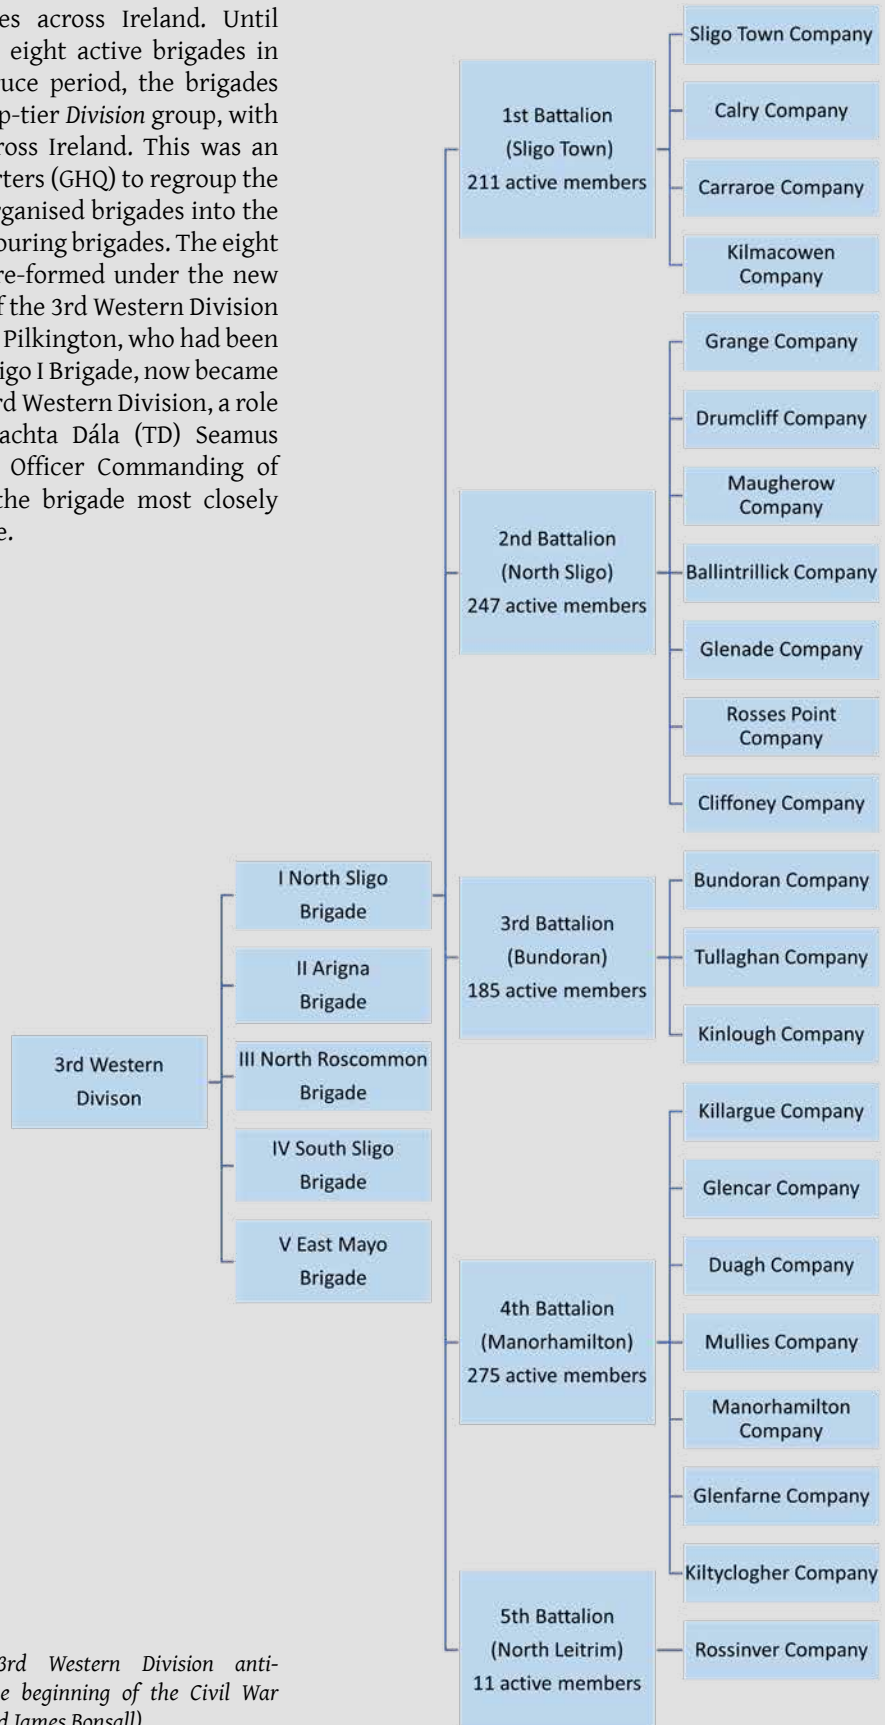 es across Ireland. Until
eight active brigades in
uce period, the brigades
p-tier Division group, with
ross Ireland. This was an
rters (GHQ) to regroup the
rganised brigades into the
ouring brigades. The eight
re-formed under the new
f the 3rd Western Division
Pilkington, who had been
igo I Brigade, now became
rd Western Division, a role
achta Dála (TD) Seamus
Officer Commanding of
the brigade most closely
e.
3rd Western
Divison
I North Sligo
Brigade
II Arigna
Brigade
III North Roscommon
Brigade
IV South Sligo
Brigade
V East Mayo
Brigade
1st Battalion
(Sligo Town)
211 active members
Sligo Town Company
Calry Company
Carraroe Company
Kilmacowen
Company
2nd Battalion
(North Sligo)
247 active members
Grange Company
Drumcliff Company
Maugherow
Company
Ballintrillick Company
Glenade Company
Rosses Point
Company
Cliffoney Company
3rd Battalion
(Bundoran)
185 active members
Bundoran Company
Tullaghan Company
Kinlough Company
4th Battalion
(Manorhamilton)
275 active members
Killargue Company
Glencar Company
Duagh Company
Mullies Company
Manorhamilton
Company
Glenfarne Company
Kiltyclogher Company
5th Battalion
(North Leitrim)
11 active members
Rossinver Company
3rd Western Division anti-
e beginning of the Civil War
d James Bonsall)